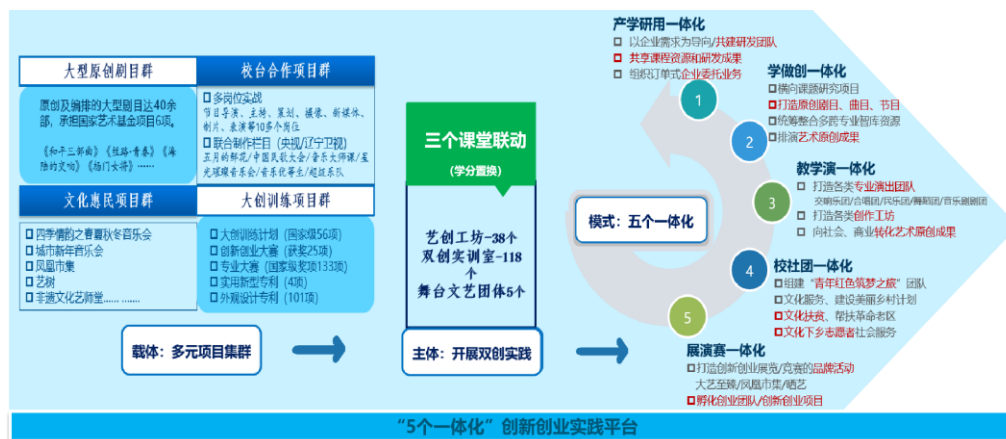 大型原创剧目群
原创及编排的大型剧目达40余
部，承担国家艺术基金项目6项。
《和平三部曲》《丝路·青春》《海
陆的交响》《杨门女将》……
校台合作项目群
多岗位实战
节目导演、主持、策划、摄像、新媒体、
制片、表演等10多个岗位
联合制作栏目（央视/辽宁卫视）
五月的鲜花/中国民歌大会/音乐大师课/星
光璀璨音乐会/音乐优等生/超级乐队
文化惠民项目群
四季情韵之春夏秋冬音乐会
城市新年音乐会
凤凰市集
艺树
非遗文化艺师堂……
大创训练项目群
大创训练计划（国家级56项）
创新创业大赛（获奖25项）
专业大赛（国家级奖项133项）
实用新型专利（4项）
外观设计专利（101项）
载体：多元项目集群
三个课堂联动
（学分置换）
艺创工坊-38个
双创实训室-118
个
舞台文艺团体5个
主体：开展双创实践
模式：五个一体化
1
产学研用一体化
以企业需求为导向/共建研发团队
共享课程资源和研发成果
组织订单式企业委托业务
2
学做创一体化
横向课题研究项目
打造原创剧目、曲目、节目
统筹整合多跨专业智库资源
排演艺术原创成果
3
教学演一体化
打造各类专业演出团队
交响乐团/合唱团/民乐团/舞蹈团/音乐剧剧团
打造各类创作工坊
向社会、商业转化艺术原创成果
4
校社团一体化
组建“青年红色筑梦之旅”团队
文化服务、建设美丽乡村计划
文化扶贫、帮扶革命老区
文化下乡志愿者社会服务
5
展演赛一体化
打造创新创业展览/竞赛的品牌活动
大艺至臻/凤凰市集/晒艺
孵化创业团队/创新创业项目
“5个一体化”创新创业实践平台